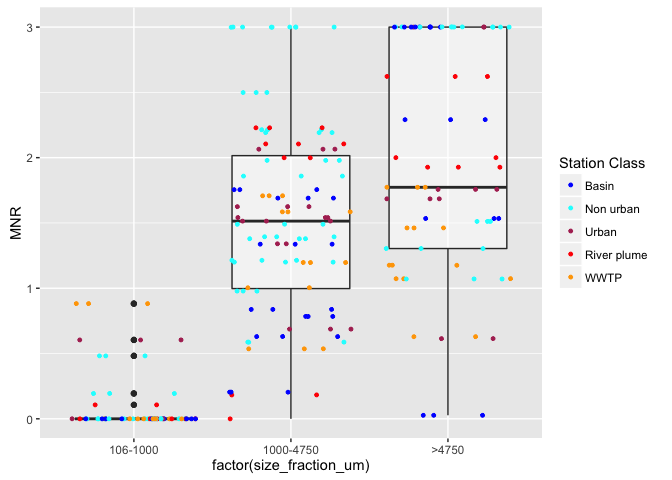 3
2
1
0
MNR
106-1000
1000-4750
>4750
factor(size_fraction_um)
Station Class
Basin
Non urban
Urban
River plume
WWTP